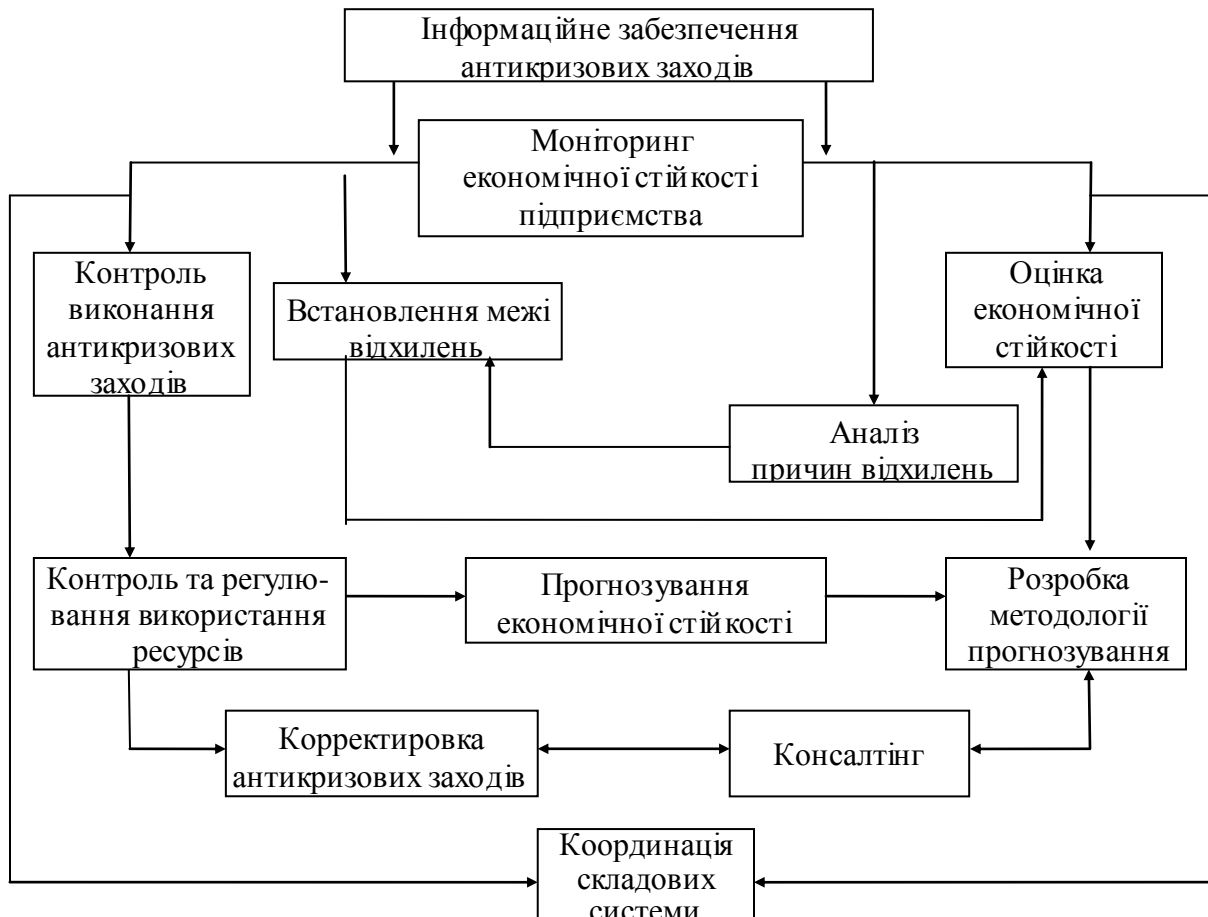 Інформаційне забезпечення
антикризових заходів
Моніторинг
економічної стійкості
підприємства
Контроль
виконання
антикризових
заходів
Встановлення межі
відхилень
Оцінка
економічної
стійкості
Аналіз
причин відхилень
Контроль та регулю-
вання використання
ресурсів
Прогнозування
економічної стійкості
Розробка
методології
прогнозування
Корректировка
антикризових заходів
Консалтінг
Координація
складових
системи